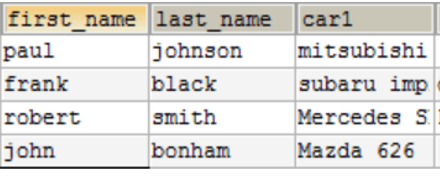 first_name last_name car1
paul johnson mitsubishi
frank black subaru imp
robert smith Mercedes S
john bonham Mazda 626